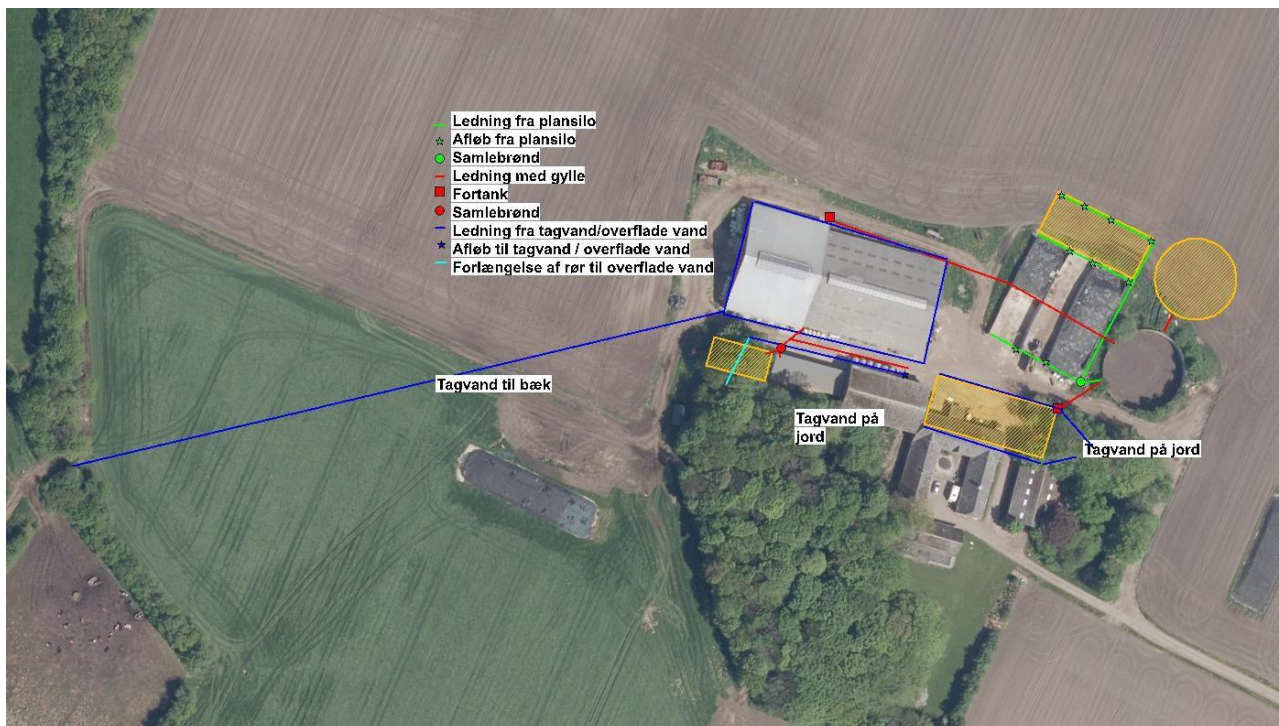 Ledning fra plansilo
Afløb fra plansilo
Samlebrønd
Ledning med gylle
Fortank
Samlebrønd
Ledning fra tagvand/overflade vand
Afløb til tagvand / overflade vand
Forlængelse af rør til overflade vand
Tagvand til bæk
Tagvand på
jord
Tagvand på jord